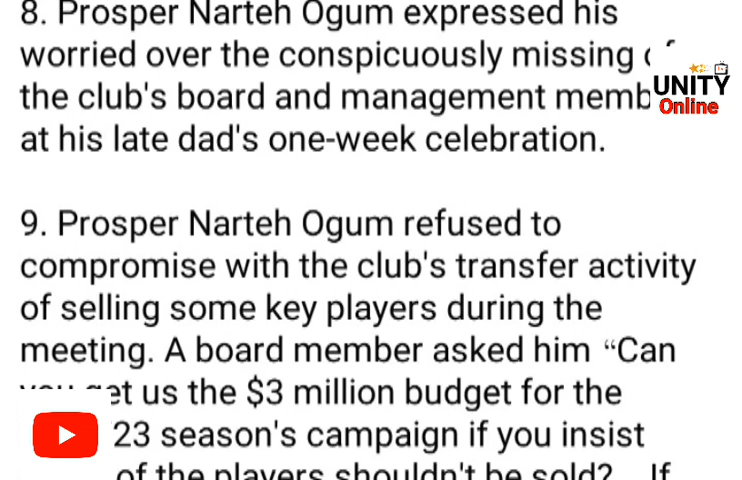 8. Prosper Narteh Ogum expressed his
worried over the conspicuously missing
the club's board and management memb
at his late dad's one-week celebration.
UNITY
Online
9. Prosper Narteh Ogum refused to
compromise with the club's transfer activity
of selling some key players during the
meeting. A board member asked him “Can
us the $3 million budget for the
23 season's campaign if you insist
of the players shouldn't be sold? If